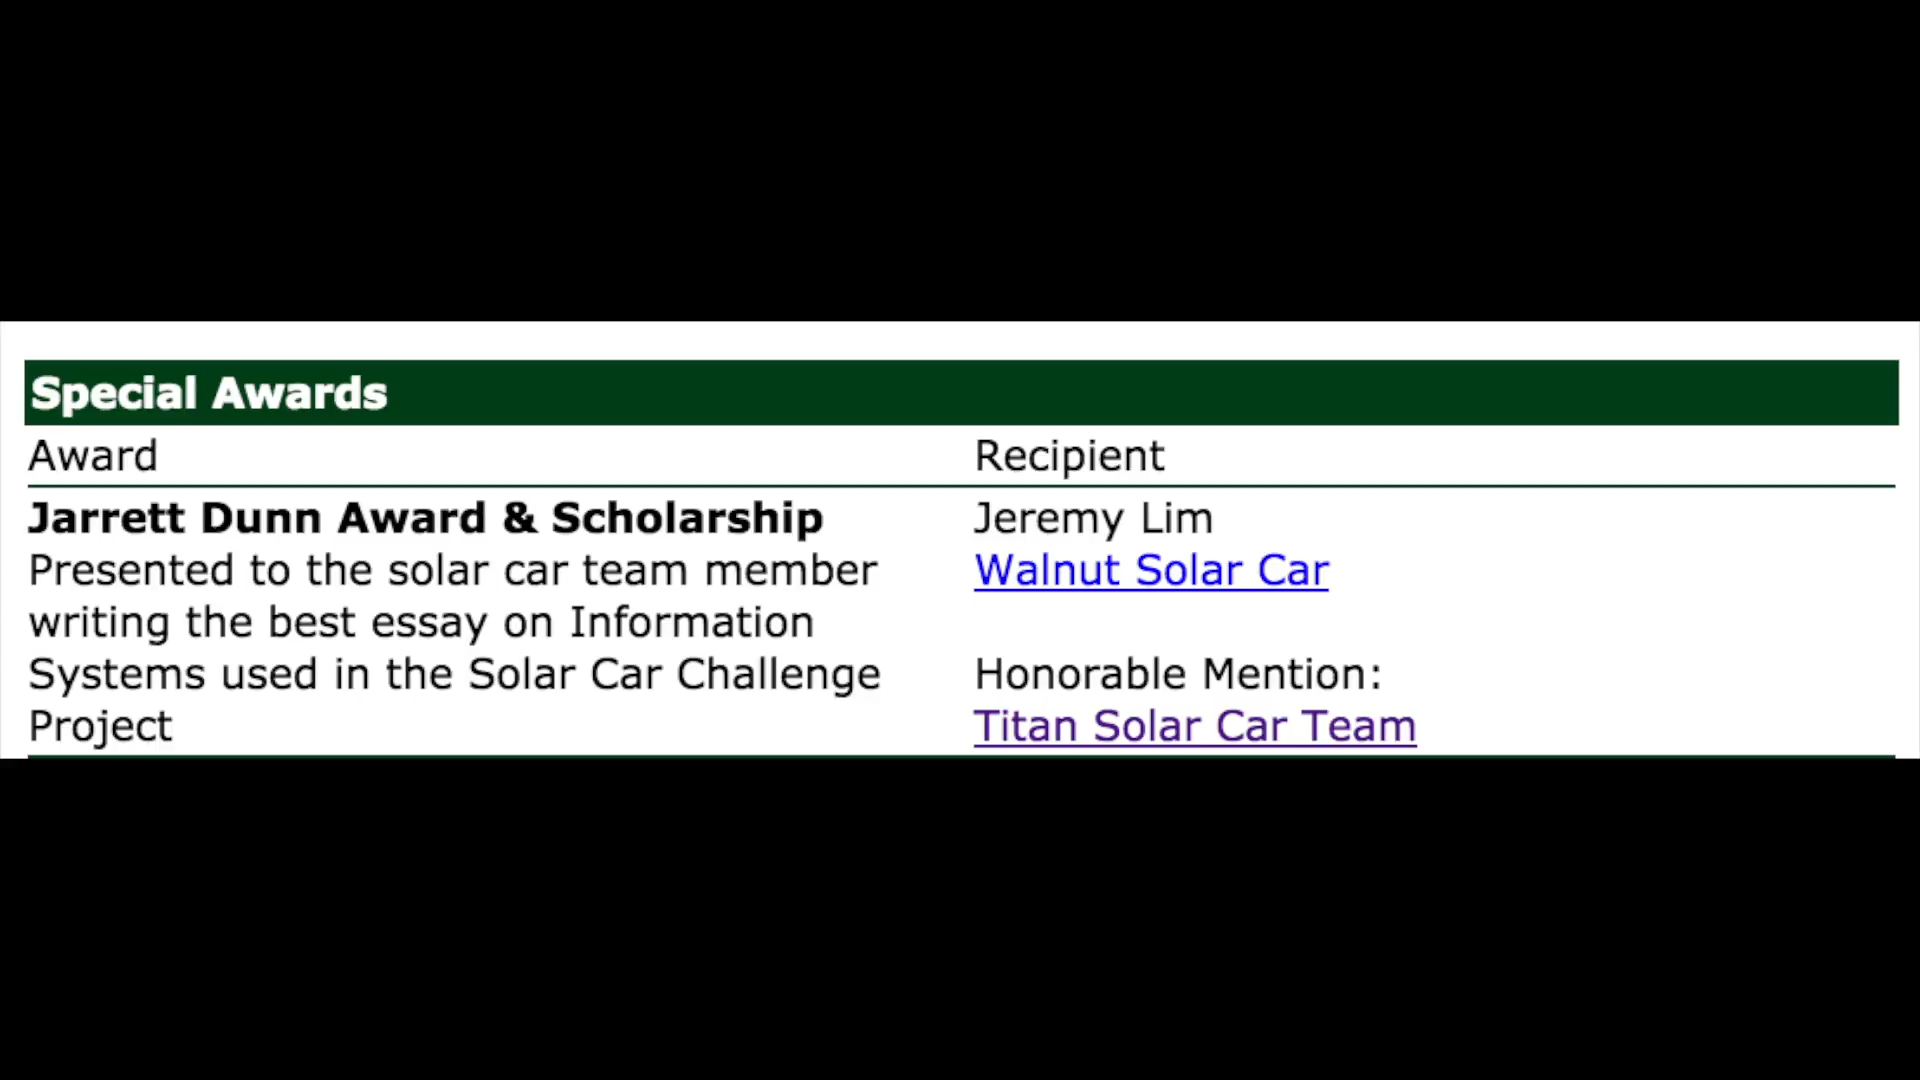 Special Awards
Award
Recipient
Jarrett Dunn Award & Scholarship
Presented to the solar car team member
writing the best essay on Information
Systems used in the Solar Car Challenge
Project
Jeremy Lim
Walnut Solar Car
Honorable Mention:
Titan Solar Car Team